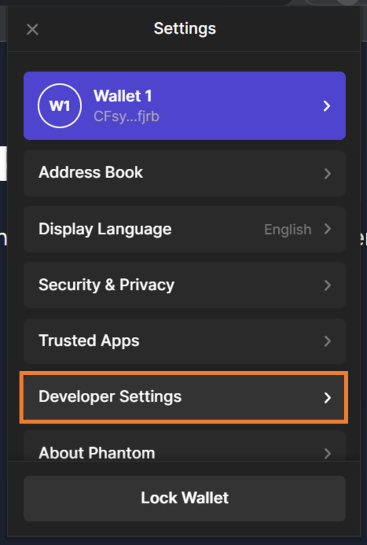 Settings
W1
Wallet 1
CFsy...fjrb
Address Book
Display Language
English
Security & Privacy
Trusted Apps
Developer Settings
About Phantom
Lock Wallet